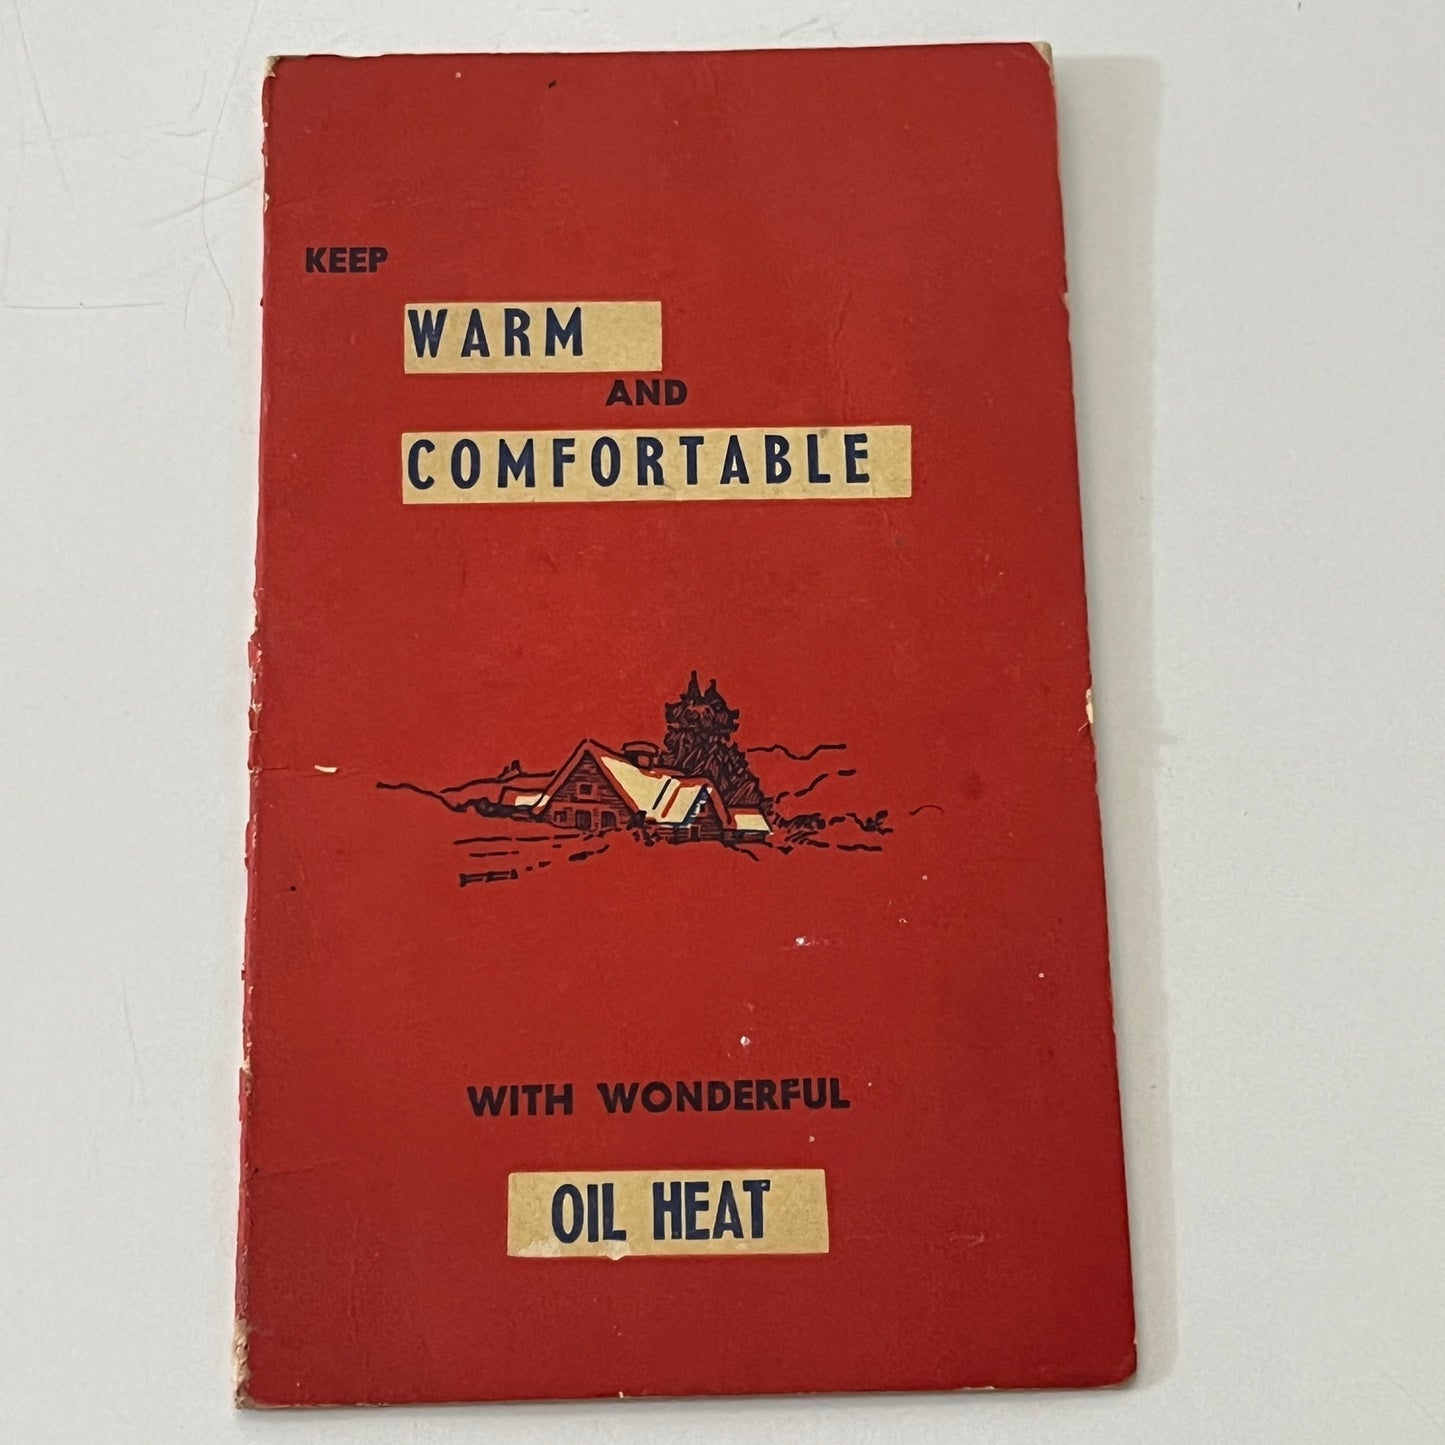 KEEP
WARM
AND
COMFORTABLE
WITH WONDERFUL
OIL HEAT